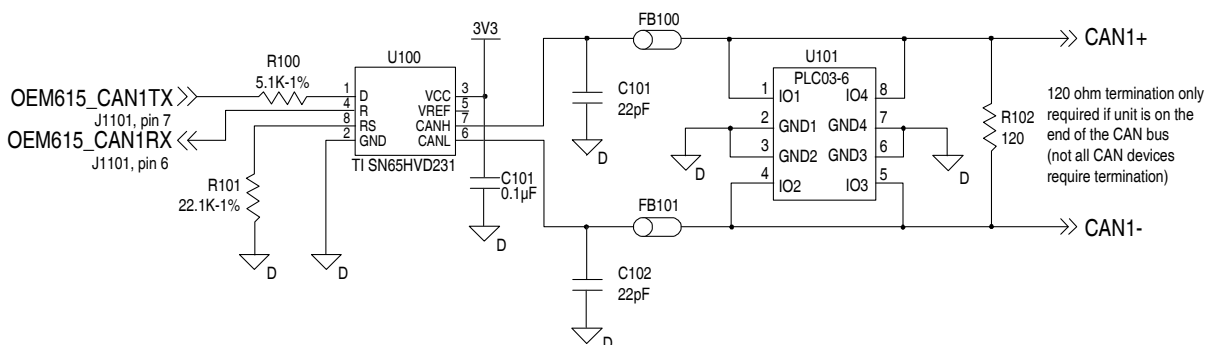 3V3
FB100
U100
U101
R100
5.1K-1%
PLC03-6
CAN1+
OEM615_CAN1TX
J1101, pin 7
OEM615_CAN1RX
J1101, pin 6
1 D
4 R
8 RS
2 GND
VCC 3
VREF 5
CANH 7
CANL 6
TI SN65HVD231
C101
22pF
D
1 IO1
2 GND1
3 GND2
4 IO2
IO4 8
GND4 7
GND3 6
IO3 5
D
D
R102
120
120 ohm termination only
required if unit is on the
end of the CAN bus
(not all CAN devices
require termination)
R101
22.1K-1%
D
D
C101
0.1µF
D
FB101
CAN1-
C102
22pF
D